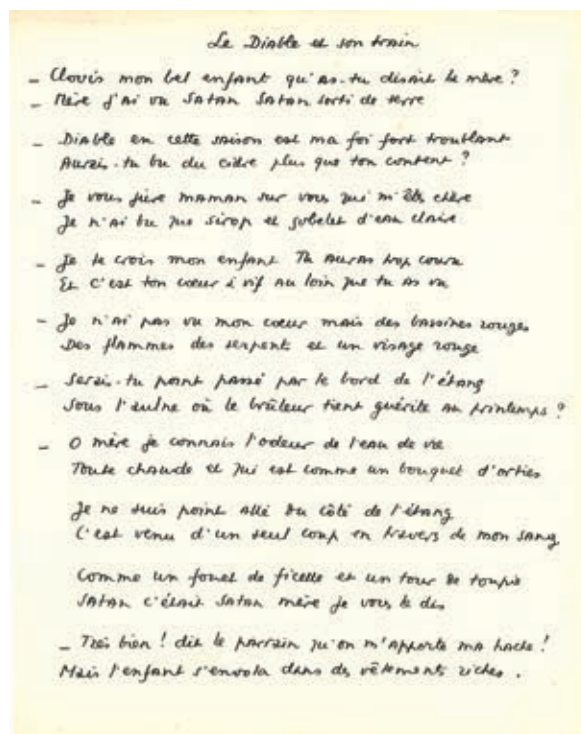 Le Diable et son train
– Clovis mon bel enfant qu'as-tu disait la mère ?
– Mère j'ai vu Satan Satan sorti de terre
– Diable en cette saison est ma foi fort troublant
Aurais-tu bu du cidre plus que ton content ?
– Je vous jure maman sur vous qui m'êtes chère
Je n'ai bu que sirop et gobelet d'eau claire
– Je te crois mon enfant Tu auras trop couru
Et c'est ton cœur à vif au loin que tu as vu
– Je n'ai pas vu mon cœur mais des bassines rouges
Des flammes des serpents et un visage rouge
– Serais-tu point passé par le bord de l'étang
Sous l'aulne où le brûleur tient guérite au printemps ?
– O mère je connais l'odeur de l'eau de vie
Toute chaude et qui est comme un bouquet d'orties
Je ne suis point allé du côté de l'étang
C'est venu d'un seul coup en travers de mon sang
Comme un fouet de ficelle et un tour de toupie
Satan c'était Satan mère je vous le dis
– Très bien ! dit le parrain qu'on m'apporte ma hache !
Mais l'enfant s'envola dans des vêtements riches.